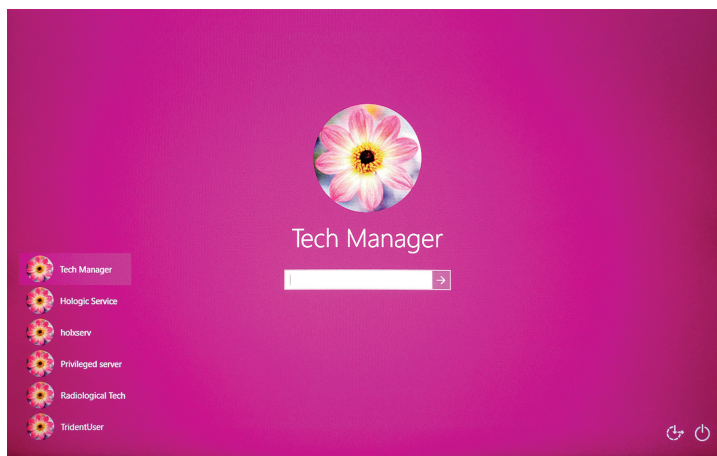 Tech Manager
Tech Manager
Hologic Service
holxserv
Privileged server
Radiological Tech
TridentUser